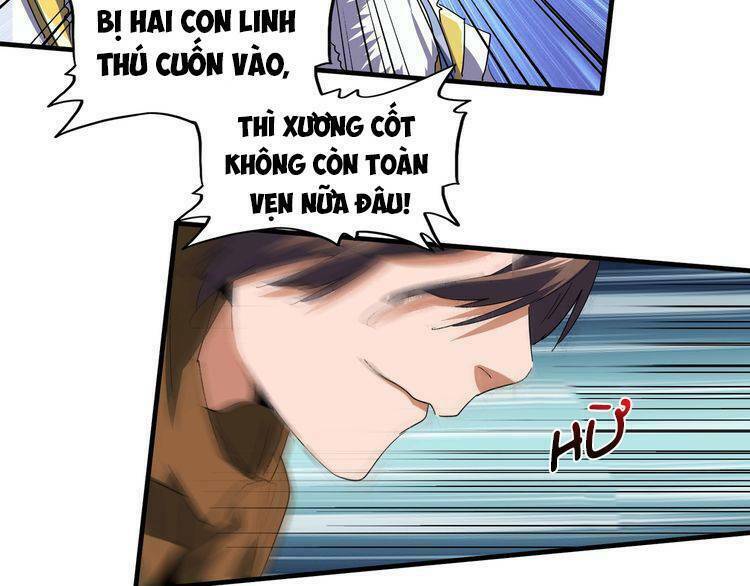 BỊ HAI CON LINH
THÚ CUỐN VÀO,
THÌ XƯƠNG CỐT
KHÔNG CÒN TOÀN
VẸN NỮA ĐÂU!
HỪ